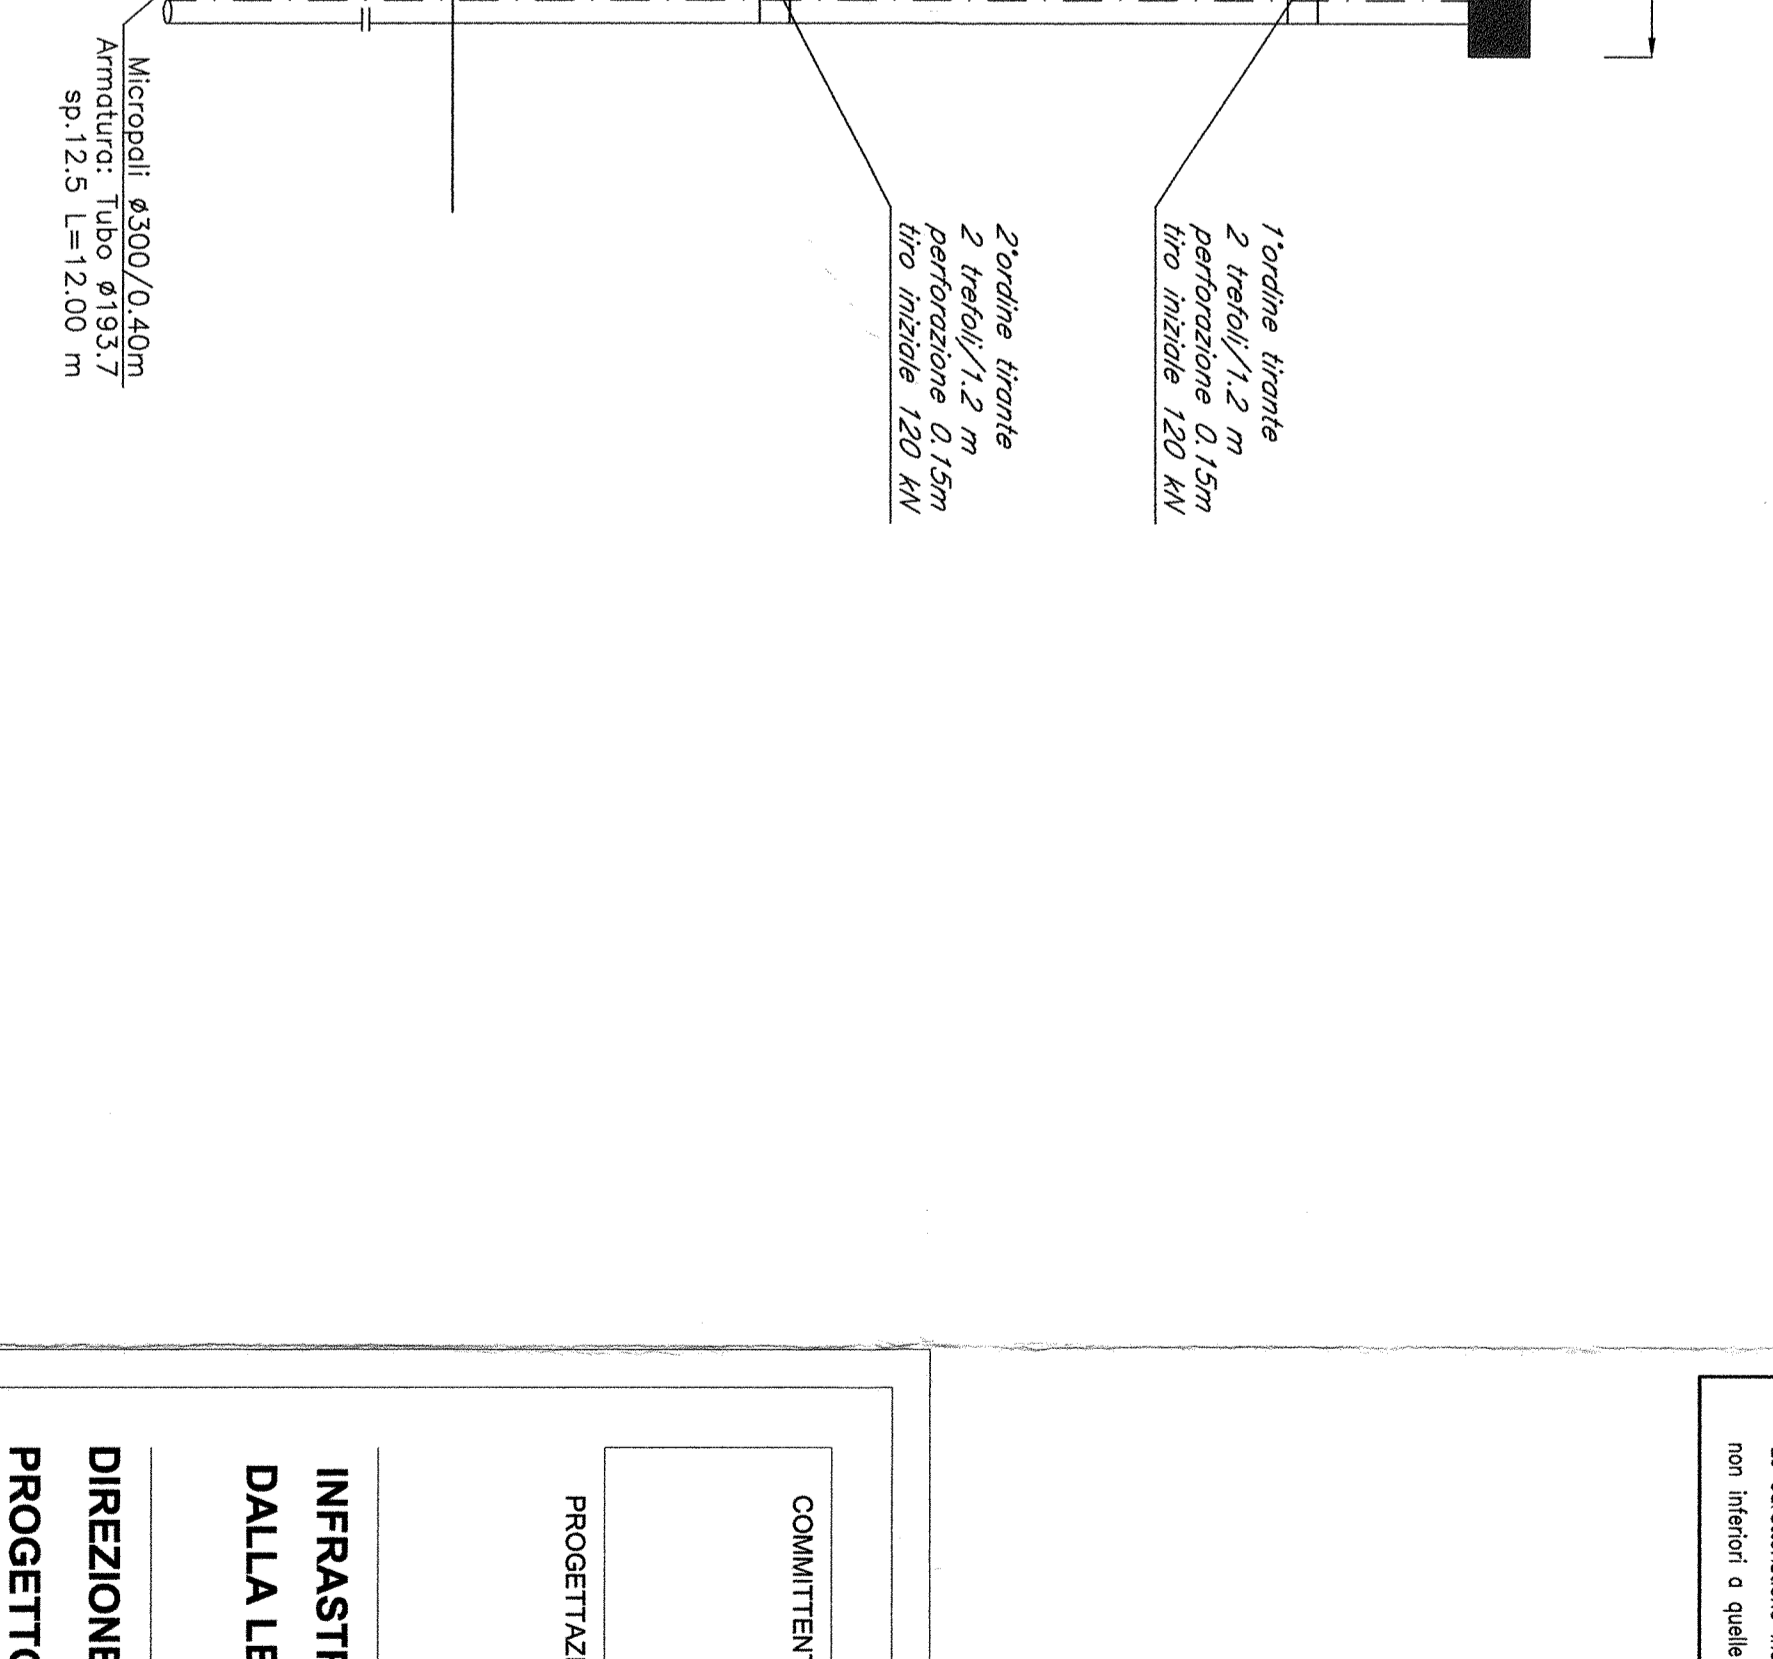 1°ordine tirante
2 trefoli/1.2 m
perforazione 0.15m
tiro iniziale 120 kN
2°ordine tirante
2 trefoli/1.2 m
perforazione 0.15m
tiro iniziale 120 kN
Micropali ø300/0.40m
Armatura: Tubo ø193.7
sp.12.5 L=12.00 m
non inferiori a quelle
COMMITTEN
PROGETTAZI
INFRAST
DALLA LE
DIREZIONE
PROGETTO